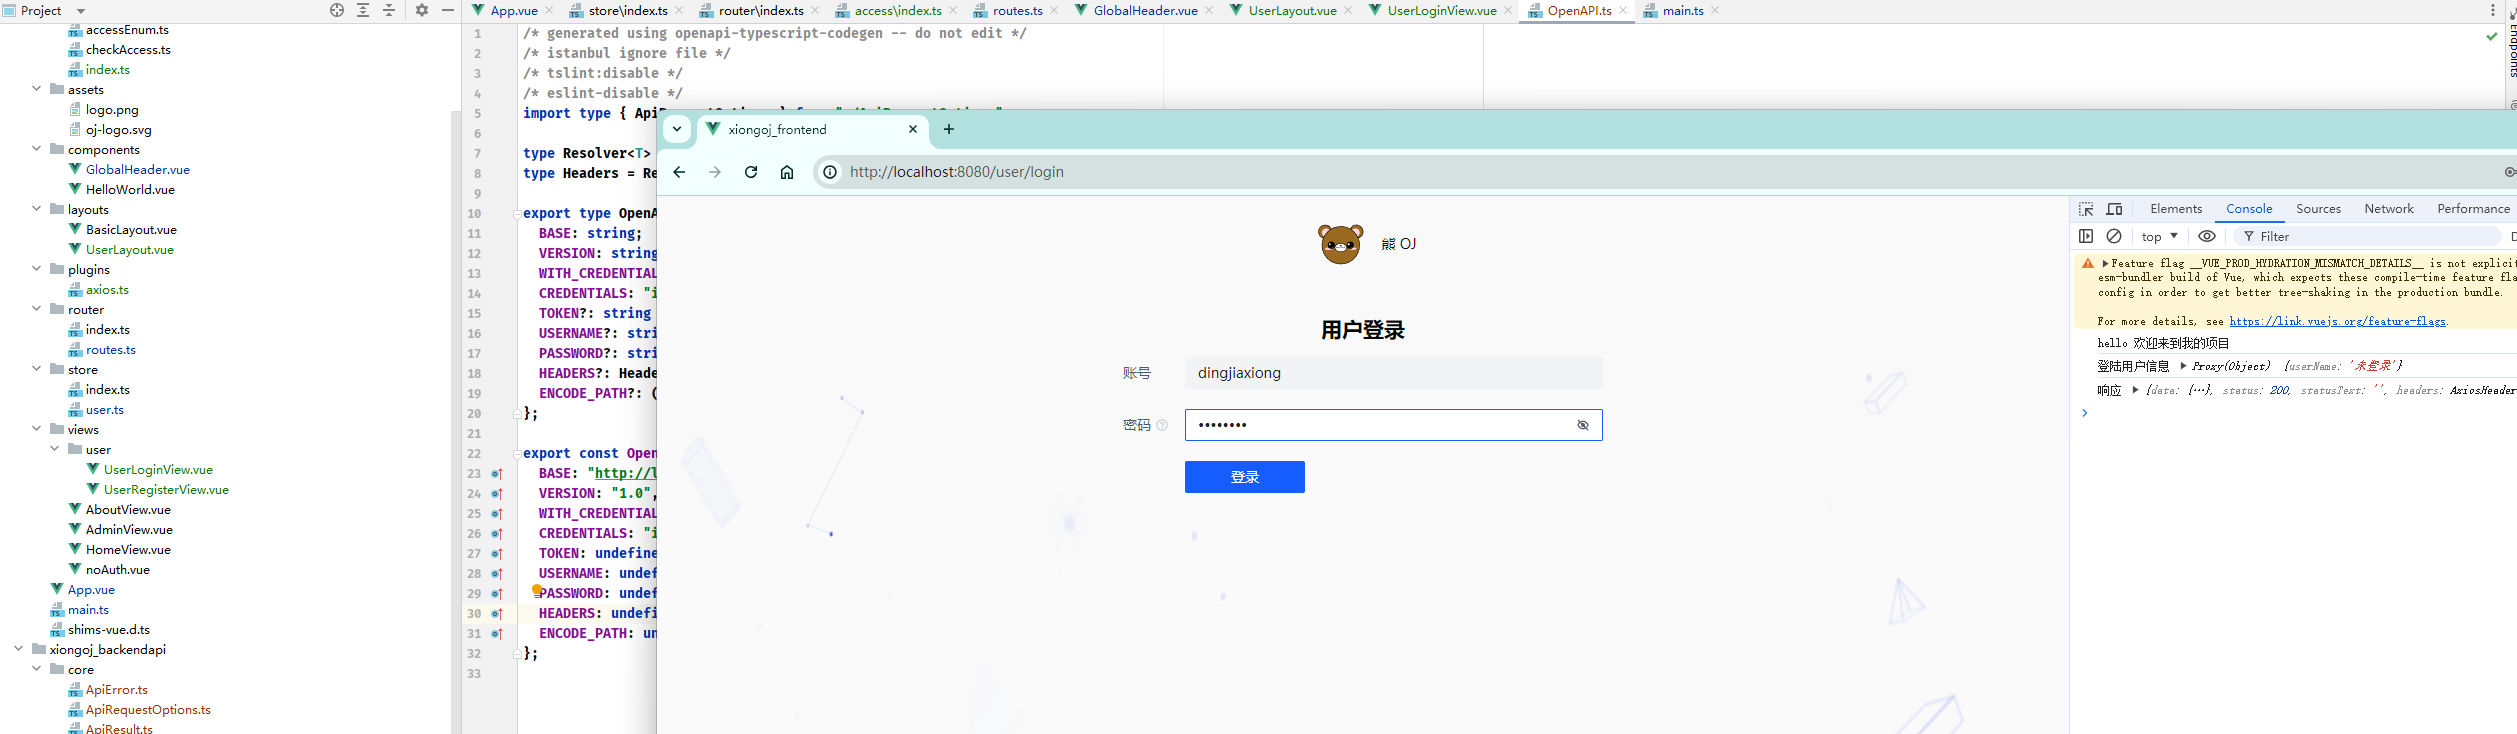 Project
accessEnum.ts
checkAccess.ts
index.ts
assets
logo.png
oj-logo.svg
components
GlobalHeader.vue
HelloWorld.vue
layouts
BasicLayout.vue
UserLayout.vue
plugins
axios.ts
router
index.ts
routes.ts
store
index.ts
user.ts
views
user
UserLoginView.vue
UserRegisterView.vue
AboutView.vue
AdminView.vue
HomeView.vue
noAuth.vue
App.vue
main.ts
shims-vue.d.ts
xiongoj_backendapi
core
ApiError.ts
ApiRequestOptions.ts
ApiResult.ts
App.vue store\index.ts router\index.ts access\index.ts routes.ts GlobalHeader.vue UserLayout.vue UserLoginView.vue OpenAPI.ts main.ts
1 /* generated using openapi-typescript-codegen -- do not edit */
2 /* istanbul ignore file */
3 /* tslint:disable */
4 /* eslint-disable */
5 import type { Api
6
7 type Resolver<T>
8 type Headers = Re
9
10 export type OpenA
11 BASE: string;
12 VERSION: string
13 WITH_CREDENTIAL
14 CREDENTIALS: "i
15 TOKEN?: string
16 USERNAME?: stri
17 PASSWORD?: stri
18 HEADERS?: Heade
19 ENCODE_PATH?: (
20 };
21
22 export const Open
23 BASE: "http://l
24 VERSION: "1.0",
25 WITH_CREDENTIAL
26 CREDENTIALS: "i
27 TOKEN: undefine
28 USERNAME: undef
29 PASSWORD: undef
30 HEADERS: undefi
31 ENCODE_PATH: un
32 };
33
Endpoints
xiongoj_frontend
http://localhost:8080/user/login
熊 OJ
用户登录
账号 dingjiaxiong
密码 ••••••••
登录
Elements Console Sources Network Performance
top Filter
Feature flag __VUE_PROD_HYDRATION_MISMATCH_DETAILS__ is not explicit
esm-bundler build of Vue, which expects these compile-time feature fla
config in order to get better tree-shaking in the production bundle.
For more details, see https://link.vuejs.org/feature-flags.
hello 欢迎来到我的项目
登陆用户信息 Proxy(Object) {userName: '未登录'}
响应 {data: {…}, status: 200, statusText: '', headers: AxiosHeader